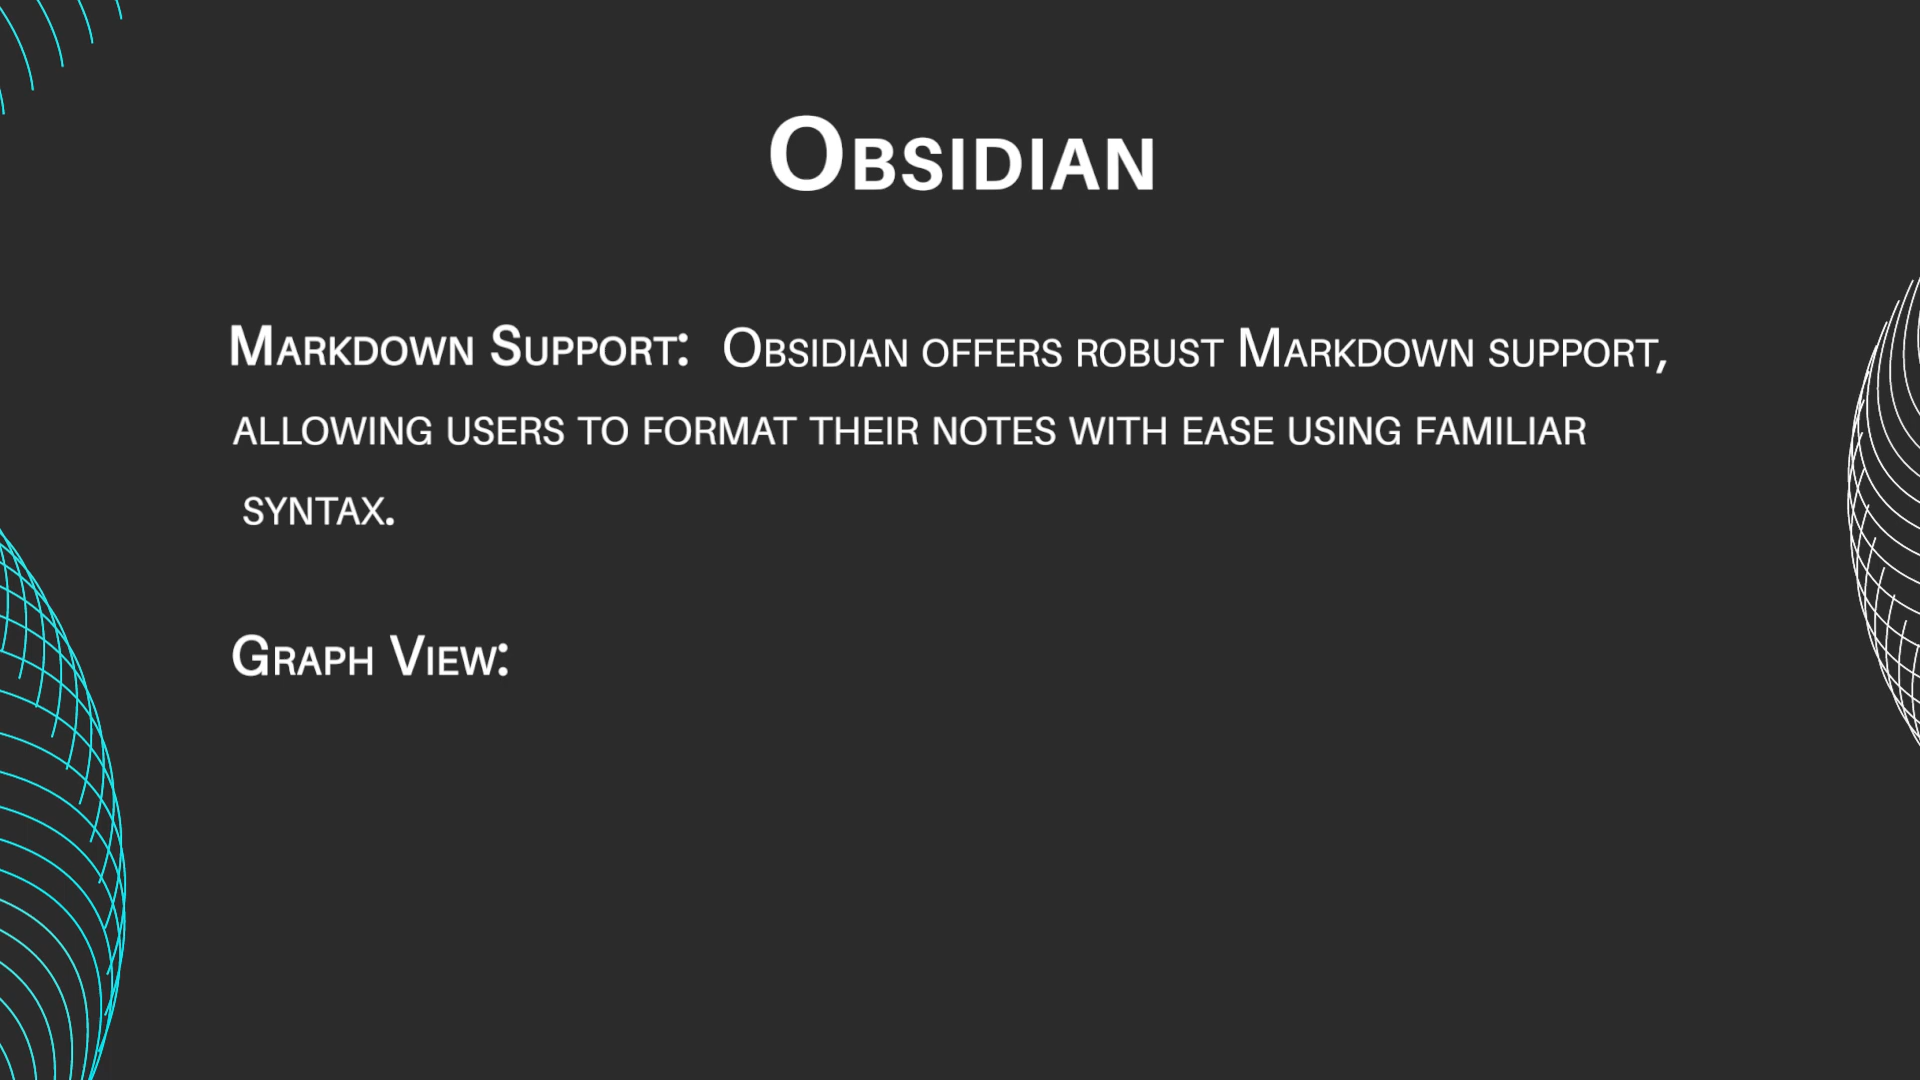 Obsidian
Markdown Support: Obsidian offers robust Markdown support,
allowing users to format their notes with ease using familiar
syntax.
Graph View: